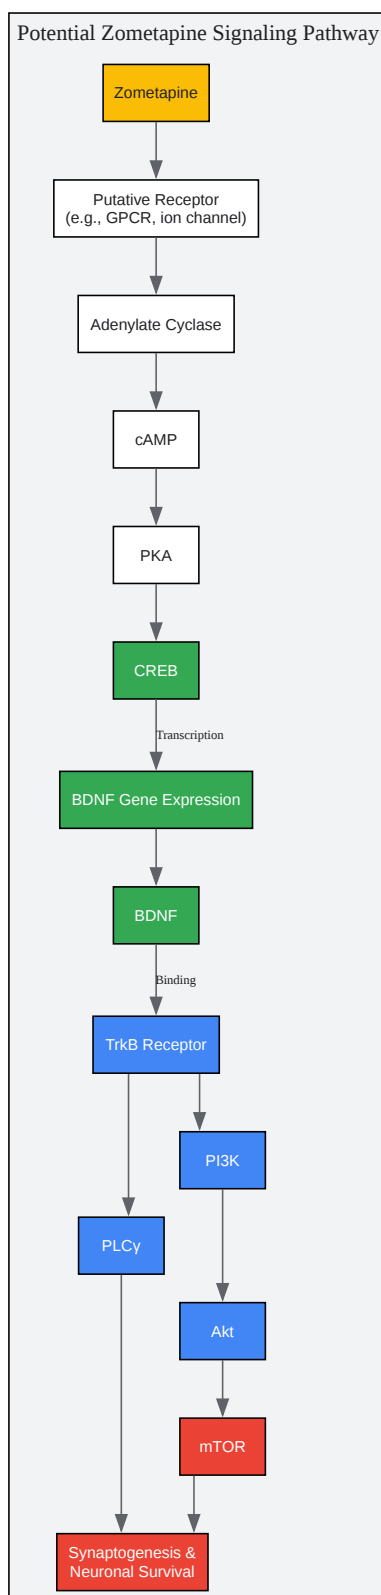 Potential Zometapine Signaling Pathway
Zometapine
Putative Receptor
(e.g., GPCR, ion channel)
Adenylate Cyclase
cAMP
PKA
CREB
Transcription
BDNF Gene Expression
BDNF
Binding
TrkB Receptor
PI3K
PLCγ
Akt
mTOR
Synaptogenesis &
Neuronal Survival